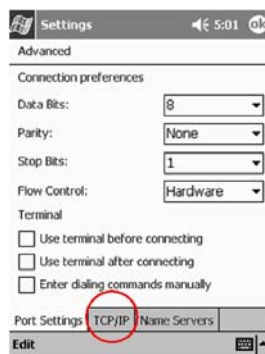 Settings 5:01 ok
Advanced
Connection preferences
Data Bits: 8
Parity: None
Stop Bits: 1
Flow Control: Hardware
Terminal
Use terminal before connecting
Use terminal after connecting
Enter dialing commands manually
Port Settings TCP/IP Name Servers
Edit